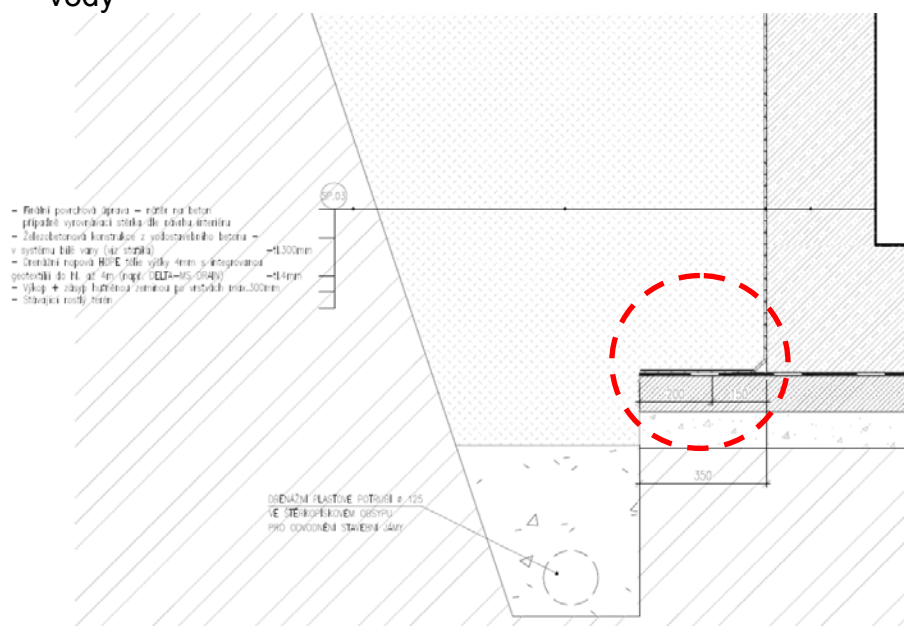 vody
SP.03
- Finální povrchová úprava - nátěr na beton
případně vyrovnávací stěrka/dle návrhu interiéru
- Železobetonová konstrukce z vodostavebního betonu -
v systému bílé vany (viz statika) -tl.300mm
- Drenážní nopová HDPE fólie výšky 4mm s integrovanou
geotextilií do hl. až 4m (např. DELTA-MS-DRAIN) -tl.4mm
- Výkop + zásyp hutněnou zeminou po vrstvách max.300mm
- Stávající rostlý terén
200 150
350
DRENÁŽNÍ PLASTOVÉ POTRUBÍ ø 125
VE ŠTĚRKOPÍSKOVÉM OBSYPU
PRO ODVODNĚNÍ STAVEBNÍ JÁMY